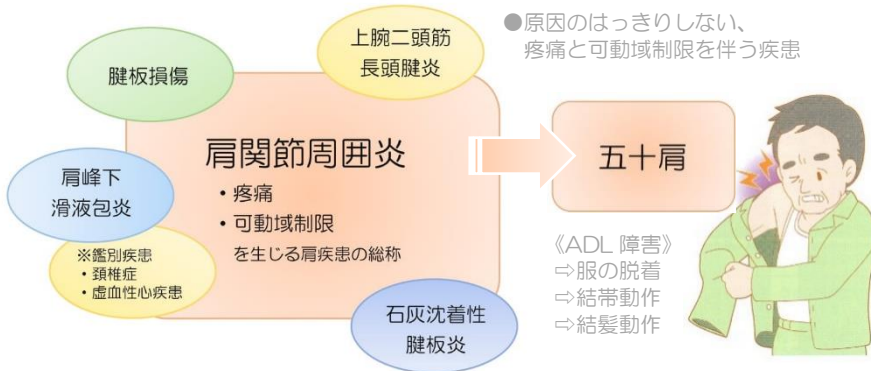 ●原因のはっきりしない、
疼痛と可動域制限を伴う疾患
上腕二頭筋
長頭腱炎
腱板損傷
肩関節周囲炎
・疼痛
・可動域制限
を生じる肩疾患の総称
肩峰下
滑液包炎
※鑑別疾患
・頚椎症
・虚血性心疾患
石灰沈着性
腱板炎
五十肩
《ADL 障害》
⇨服の脱着
⇨結帯動作
⇨結髪動作